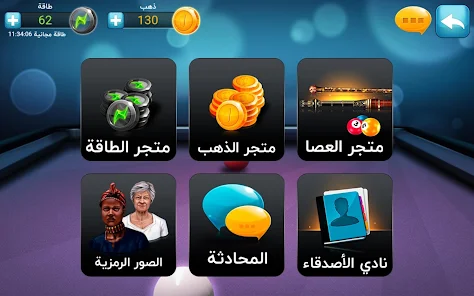 طاقة
62
طاقة مجانية 11:34:06
ذهب
130
متجر العصا
متجر الذهب
متجر الطاقة
نادي الأصدقاء
المحادثة
الصور الرمزية